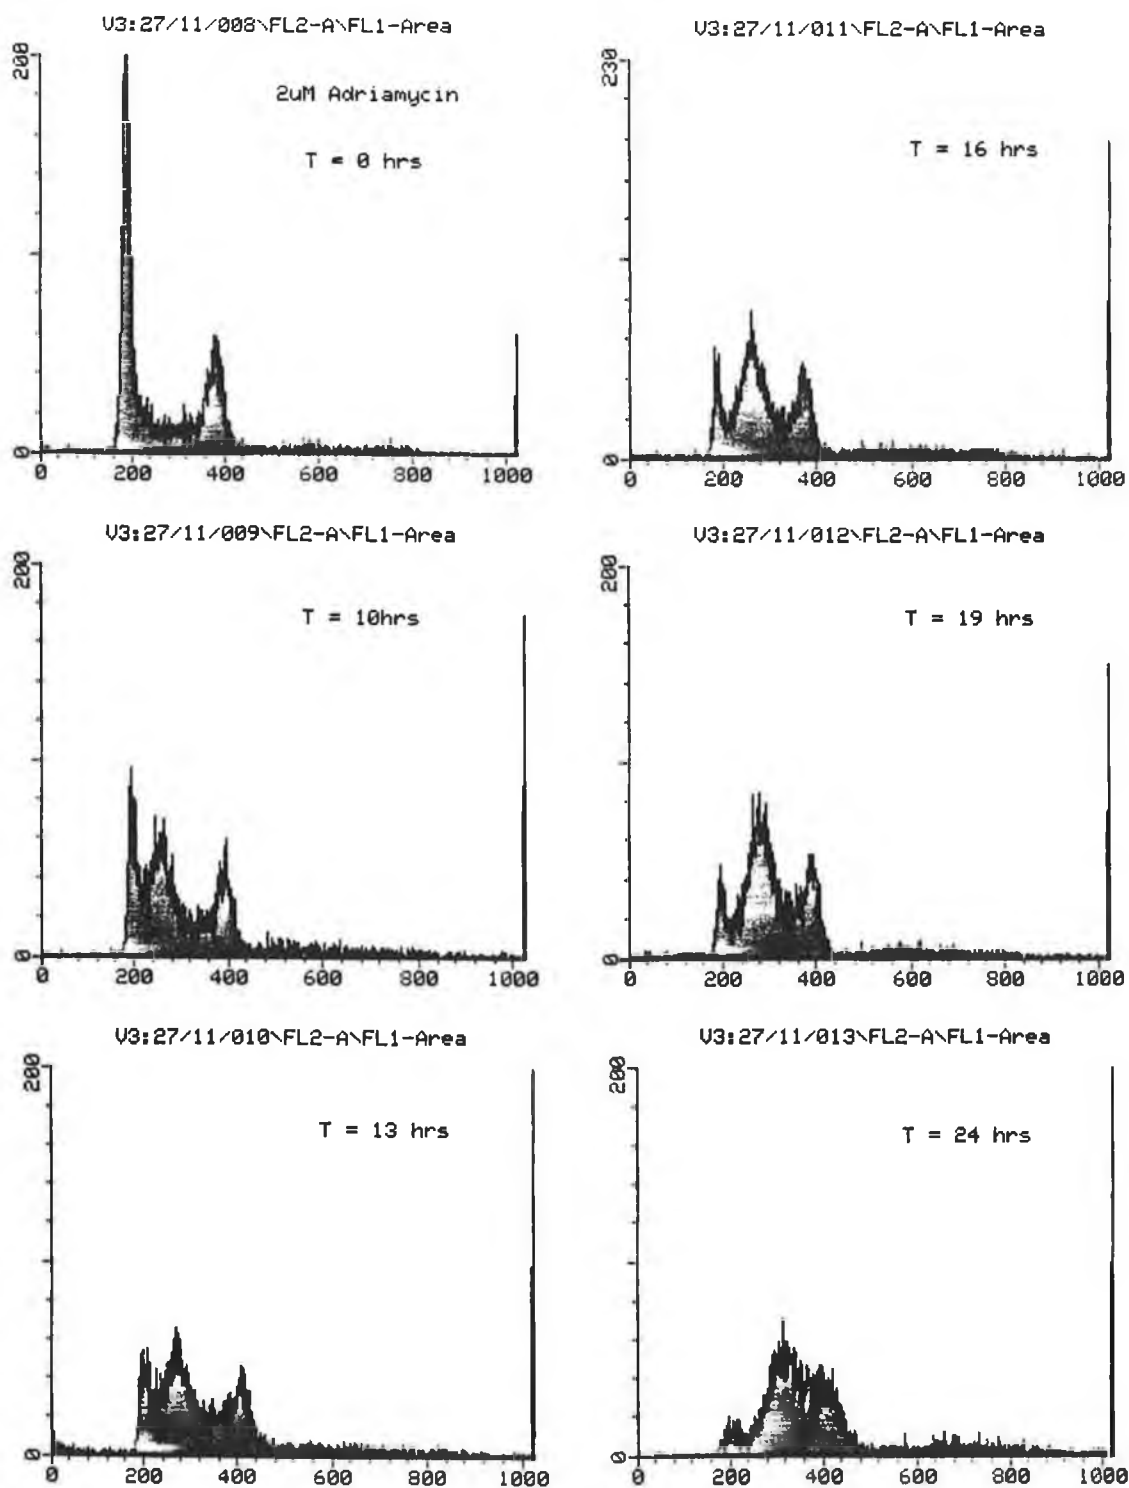 V3:27/11/008\FL2-A\FL1-Area
200
2uM Adriamycin
T = 0 hrs
0
0 200 400 600 800 1000
V3:27/11/011\FL2-A\FL1-Area
230
T = 16 hrs
0
0 200 400 600 800 1000
V3:27/11/009\FL2-A\FL1-Area
200
T = 10hrs
0
0 200 400 600 800 1000
V3:27/11/012\FL2-A\FL1-Area
200
T = 19 hrs
0
0 200 400 600 800 1000
V3:27/11/010\FL2-A\FL1-Area
200
T = 13 hrs
0
0 200 400 600 800 1000
V3:27/11/013\FL2-A\FL1-Area
200
T = 24 hrs
0
0 200 400 600 800 1000